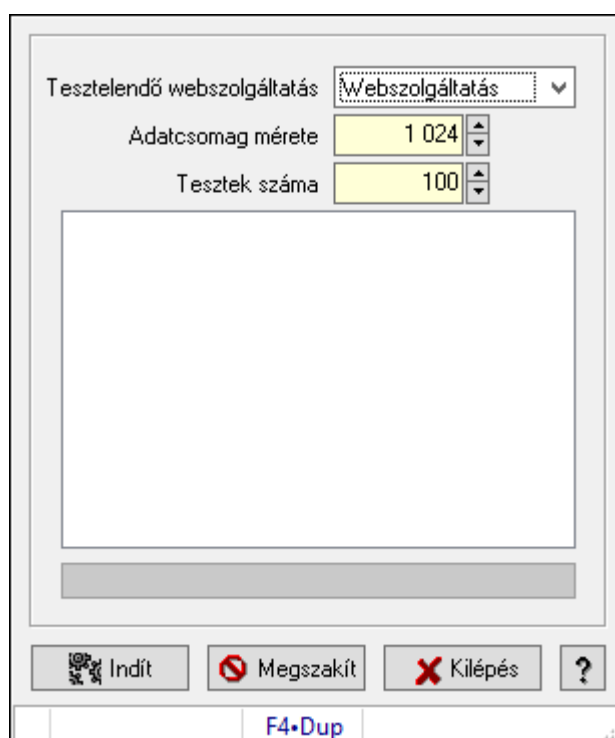 Tesztelendő webszolgáltatás Webszolgáltatás
Adatcsomag mérete 1 024
Tesztek száma 100
Indít Megszakít Kilépés ?
F4•Dup